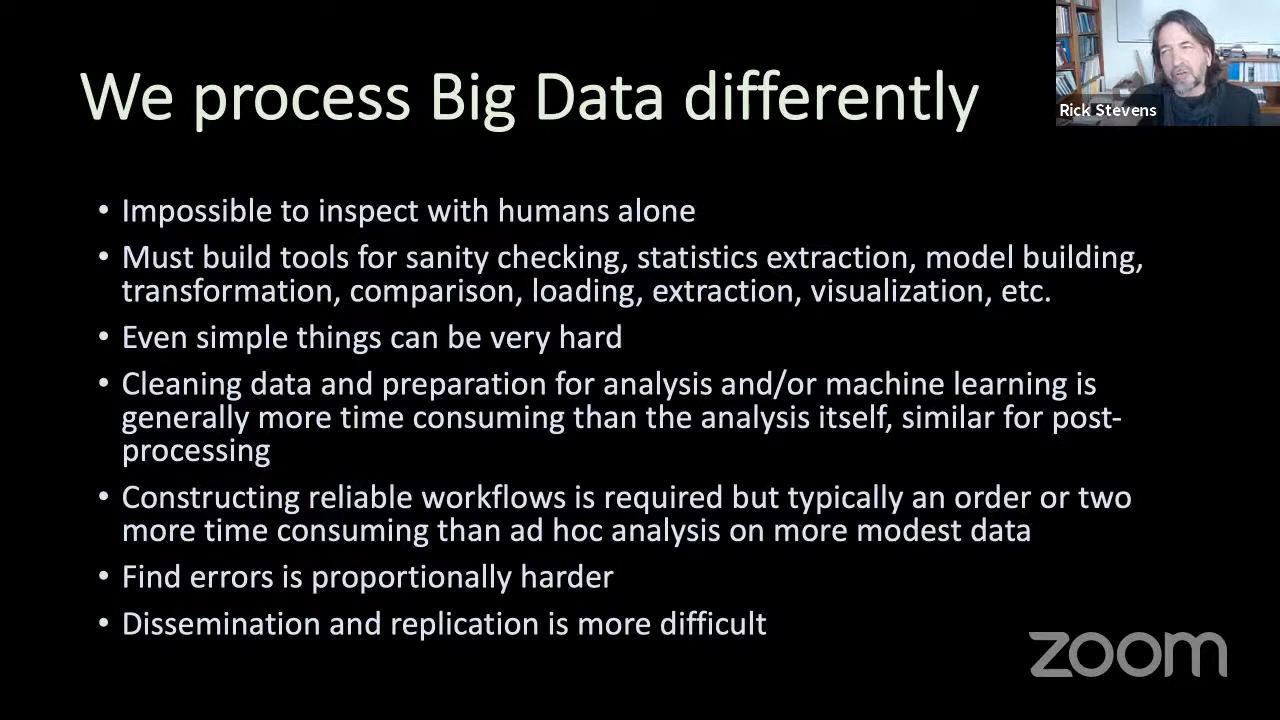 We process Big Data differently
Rick Stevens
• Impossible to inspect with humans alone
• Must build tools for sanity checking, statistics extraction, model building,
transformation, comparison, loading, extraction, visualization, etc.
• Even simple things can be very hard
• Cleaning data and preparation for analysis and/or machine learning is
generally more time consuming than the analysis itself, similar for post-
processing
• Constructing reliable workflows is required but typically an order or two
more time consuming than ad hoc analysis on more modest data
• Find errors is proportionally harder
• Dissemination and replication is more difficult
zoom